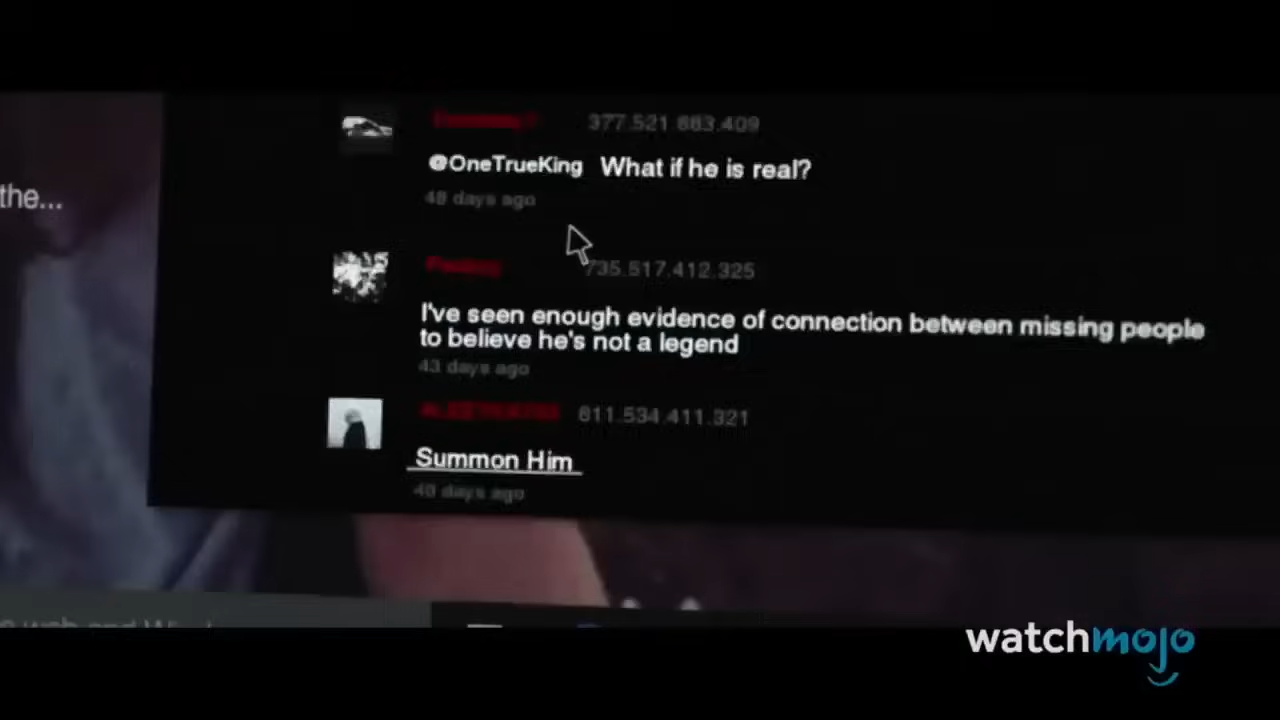 the...
377.521.663.409
@OneTrueKing What if he is real?
48 days ago
735.517.412.325
I've seen enough evidence of connection between missing people
to believe he's not a legend
43 days ago
611.534.411.321
Summon Him
40 days ago
watchmojo